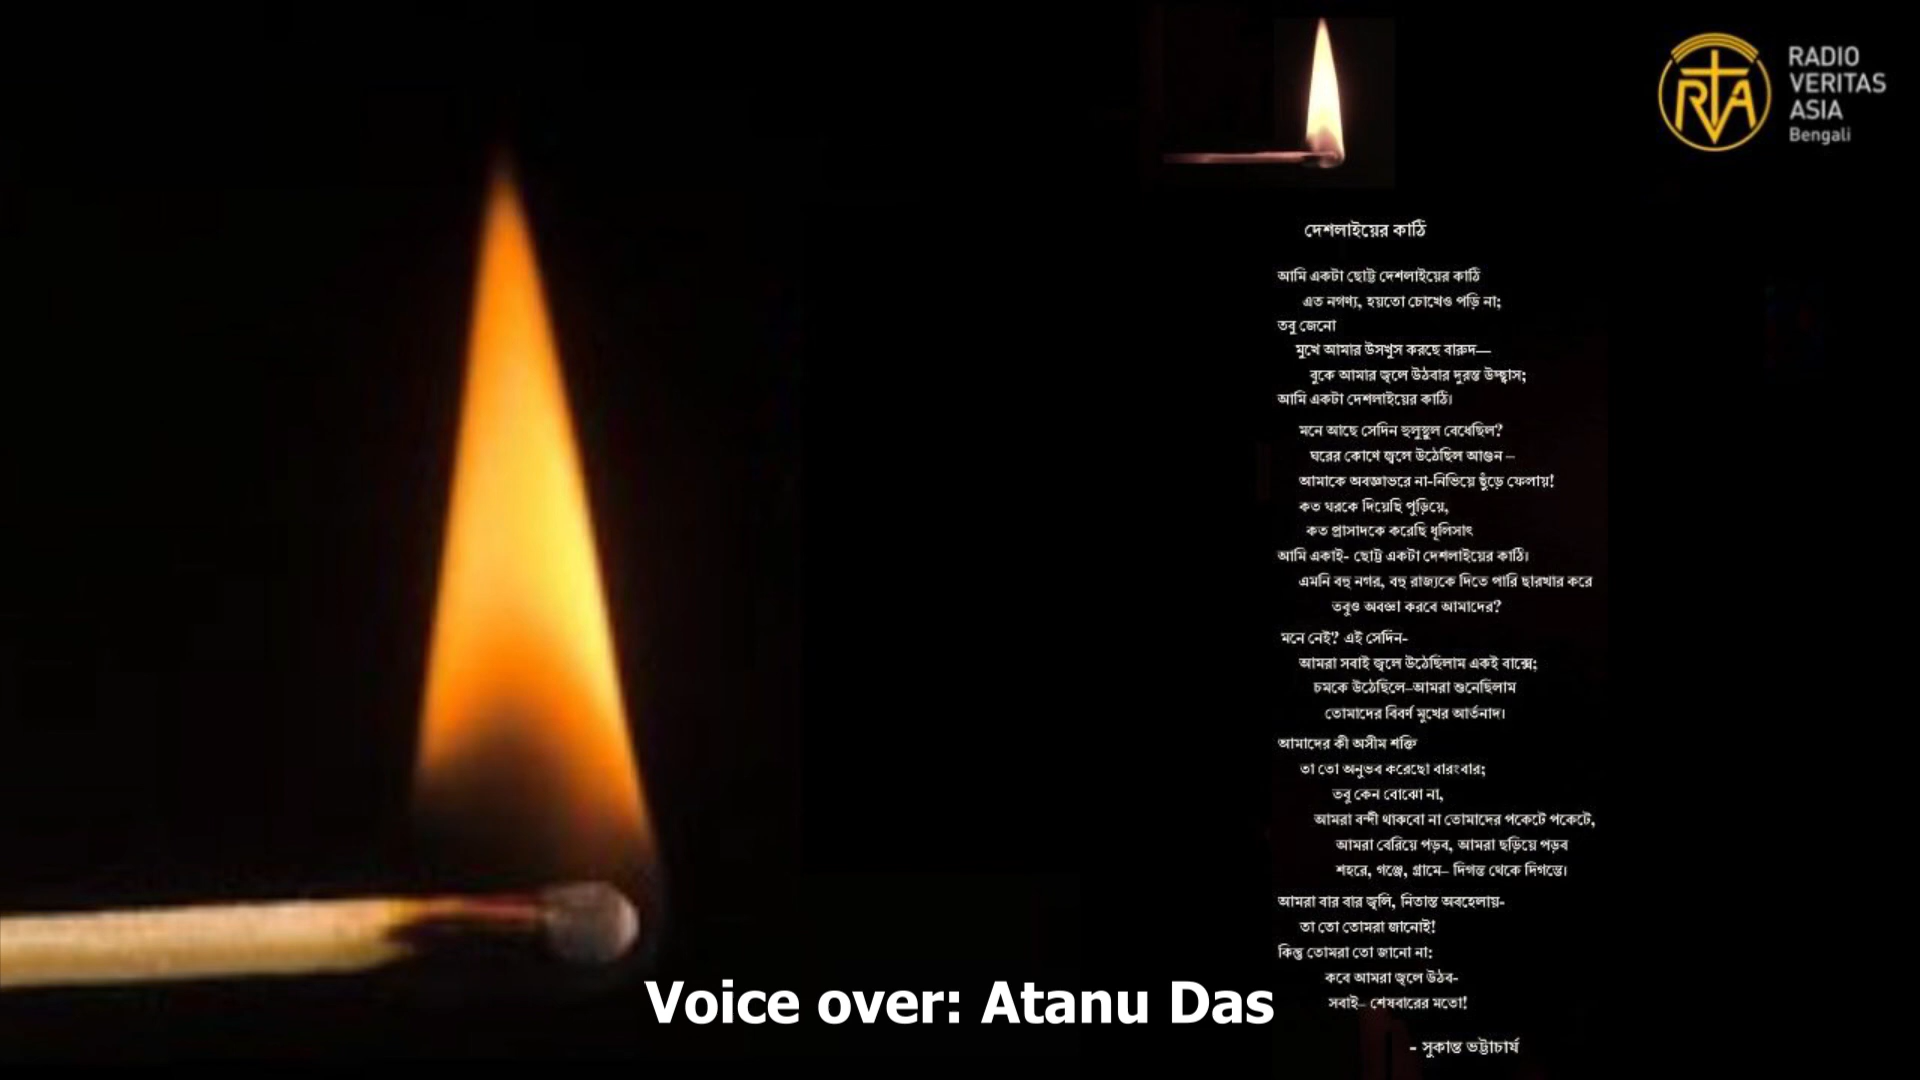 RADIO
VERITAS
ASIA
Bengali
দেশলাইয়ের কাঠি
আমি একটা ছোট্ট দেশলাইয়ের কাঠি
এত নগণ্য, হয়তো চোখেও পড়ি না;
তবু জেনো
মুখে আমার উসখুস করছে বারুদ—
বুকে আমার জ্বলে উঠবার দুরন্ত উচ্ছ্বাস;
আমি একটা দেশলাইয়ের কাঠি।
মনে আছে সেদিন হুলুস্থুল বেধেছিল?
ঘরের কোণে জ্বলে উঠেছিল আগুন –
আমাকে অবজ্ঞাভরে না-নিভিয়ে ছুঁড়ে ফেলায়!
কত ঘরকে দিয়েছি পুড়িয়ে,
কত প্রাসাদকে করেছি ধূলিসাৎ
আমি একাই- ছোট্ট একটা দেশলাইয়ের কাঠি।
এমনি বহু নগর, বহু রাজ্যকে দিতে পারি ছারখার করে
তবুও অবজ্ঞা করবে আমাদের?
মনে নেই? এই সেদিন-
আমরা সবাই জ্বলে উঠেছিলাম একই বাক্সে;
চমকে উঠেছিলে–আমরা শুনেছিলাম
তোমাদের বিবর্ণ মুখের আর্তনাদ।
আমাদের কী অসীম শক্তি
তা তো অনুভব করেছো বারংবার;
তবু কেন বোঝো না,
আমরা বন্দী থাকবো না তোমাদের পকেটে পকেটে,
আমরা বেরিয়ে পড়ব, আমরা ছড়িয়ে পড়ব
শহরে, গঞ্জে, গ্রামে– দিগন্ত থেকে দিগন্তে।
আমরা বার বার জ্বলি, নিতান্ত অবহেলায়-
তা তো তোমরা জানোই!
কিন্তু তোমরা তো জানো না:
কবে আমরা জ্বলে উঠব-
সবাই– শেষবারের মতো!
- সুকান্ত ভট্টাচার্য
Voice over: Atanu Das